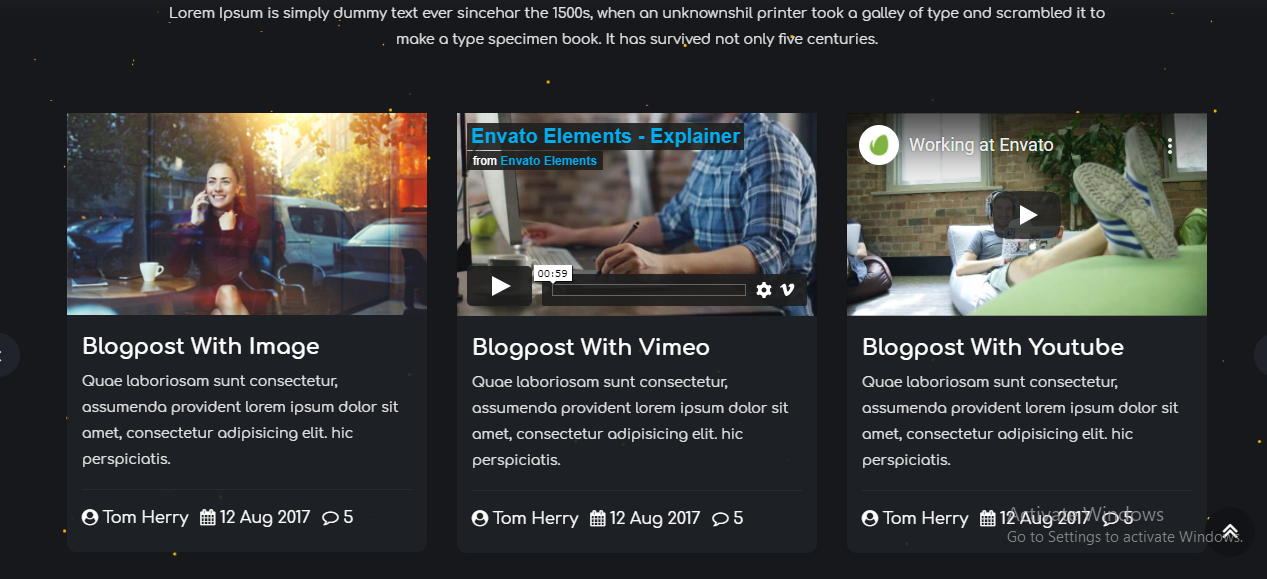 Lorem Ipsum is simply dummy text ever sincehar the 1500s, when an unknownshil printer took a galley of type and scrambled it to
make a type specimen book. It has survived not only five centuries.
Envato Elements - Explainer
from Envato Elements
00:59
Working at Envato
Blogpost With Image
Quae laboriosam sunt consectetur,
assumenda provident lorem ipsum dolor sit
amet, consectetur adipisicing elit. hic
perspiciatis.
Tom Herry 12 Aug 2017 5
Blogpost With Vimeo
Quae laboriosam sunt consectetur,
assumenda provident lorem ipsum dolor sit
amet, consectetur adipisicing elit. hic
perspiciatis.
Tom Herry 12 Aug 2017 5
Blogpost With Youtube
Quae laboriosam sunt consectetur,
assumenda provident lorem ipsum dolor sit
amet, consectetur adipisicing elit. hic
perspiciatis.
Tom Herry 12 Aug 2017 5
Activate Windows
Go to Settings to activate Windows.